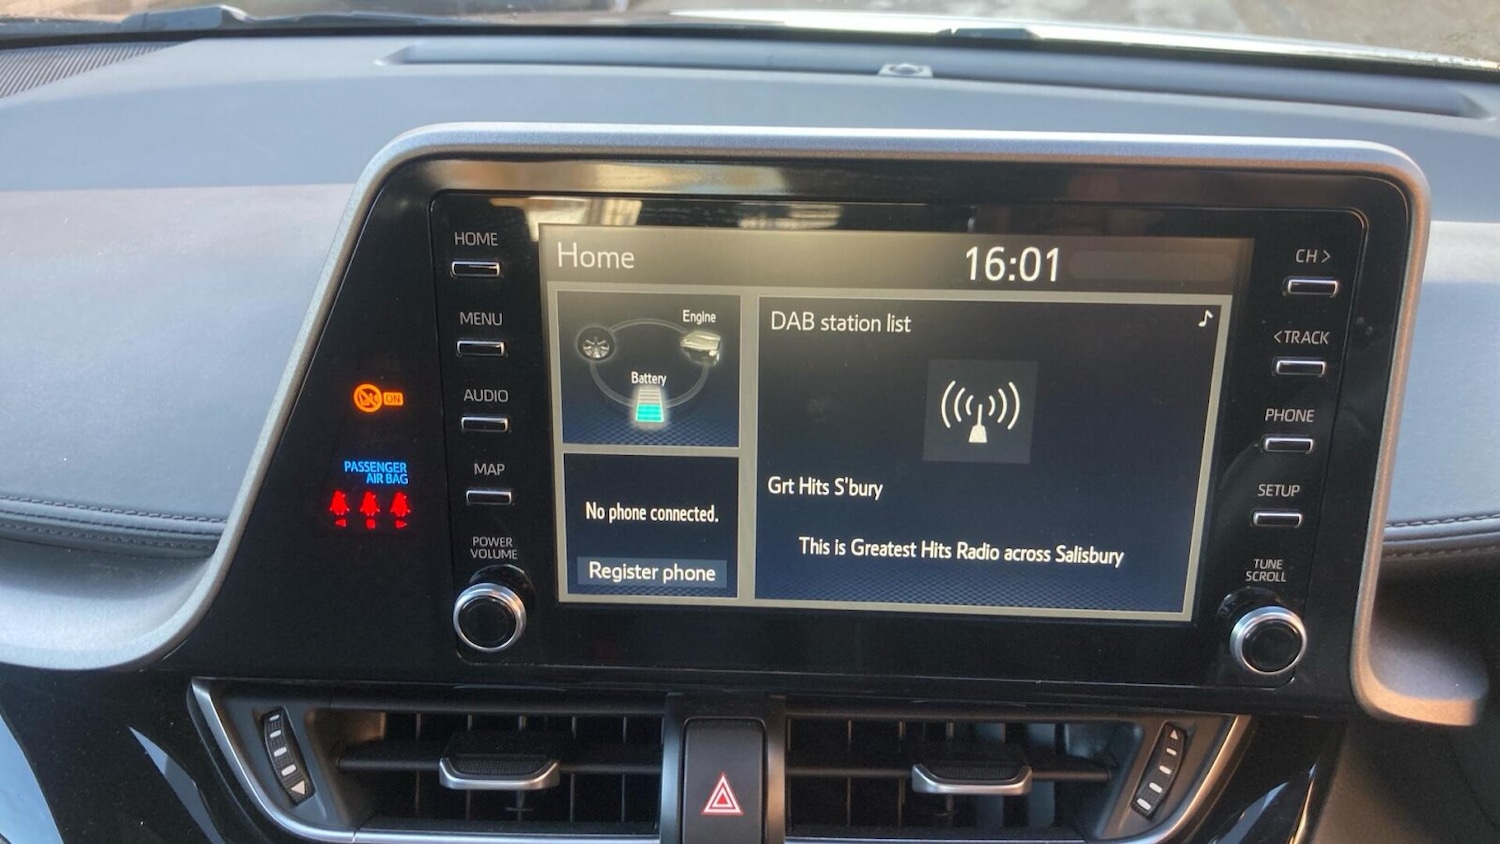 HOME
MENU
AUDIO
MAP
POWER
VOLUME
ON
PASSENGER
AIR BAG
Home
16:01
Engine
Battery
No phone connected.
Register phone
DAB station list
Grt Hits S'bury
This is Greatest Hits Radio across Salisbury
CH >
< TRACK
PHONE
SETUP
TUNE
SCROLL